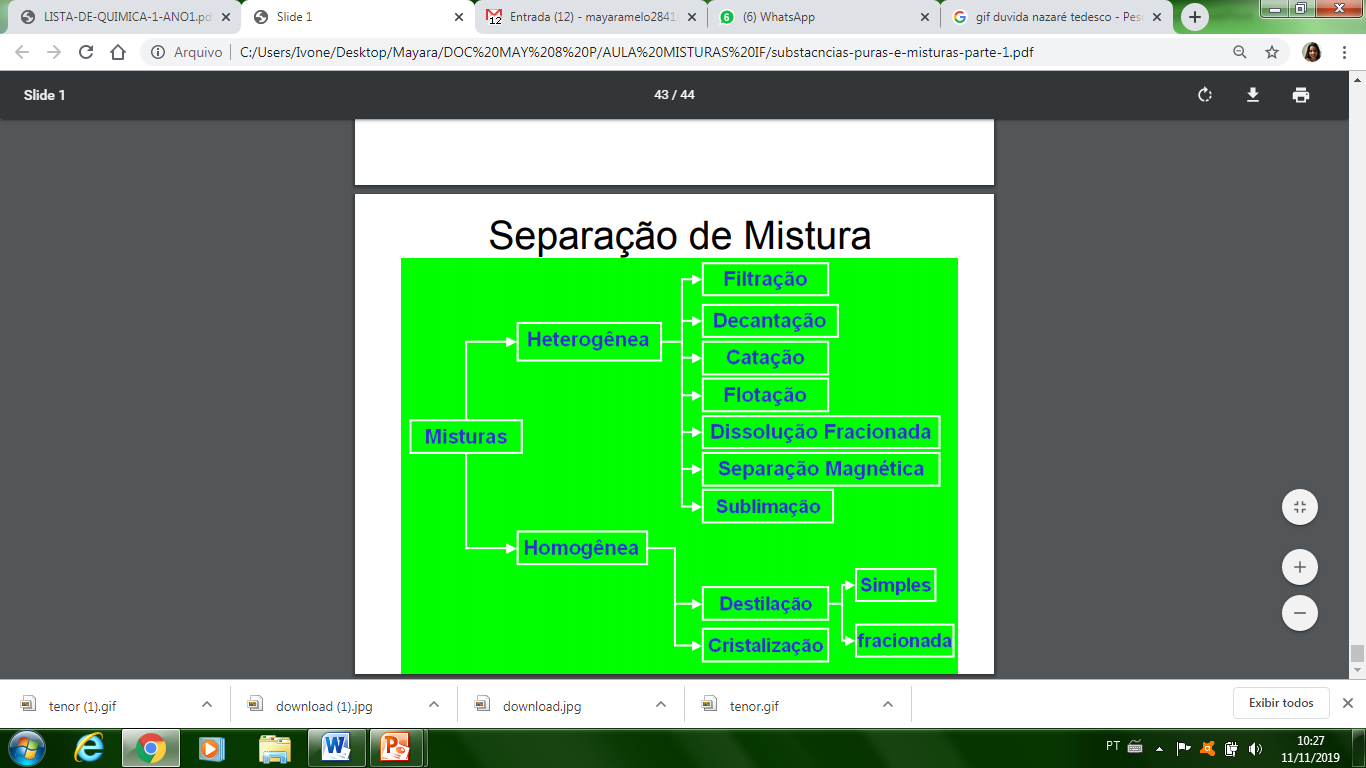 LISTA-DE-QUIMICA-1-ANO1.pd
Slide 1
Entrada (12) - mayaramelo2841
(6) WhatsApp
gif duvida nazaré tedesco - Pes
Arquivo
C:/Users/Ivone/Desktop/Mayara/DOC%20MAY%208%20P/AULA%20MISTURAS%20IF/substacncias-puras-e-misturas-parte-1.pdf
Slide 1
43 / 44
Separação de Mistura
Filtração
Decantação
Heterogênea
Catação
Flotação
Misturas
Dissolução Fracionada
Separação Magnética
Sublimação
Homogênea
Simples
Destilação
fracionada
Cristalização
tenor (1).gif
download (1).jpg
download.jpg
tenor.gif
Exibir todos
PT
10:27
11/11/2019